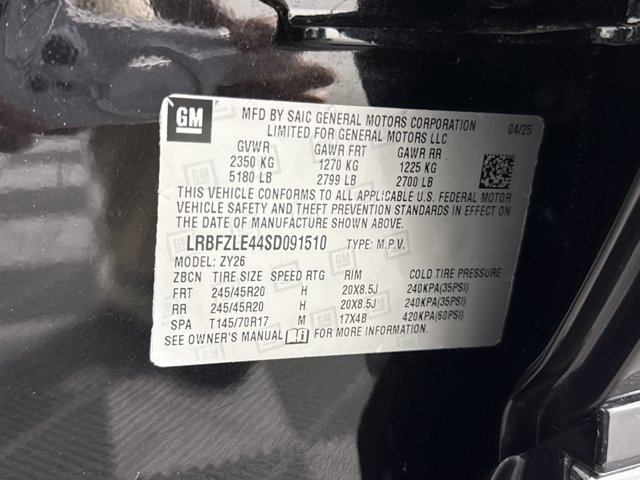 GM
MFD BY SAIC GENERAL MOTORS CORPORATION 04/25
LIMITED FOR GENERAL MOTORS LLC
GVWR GAWR FRT GAWR RR
2350 KG 1270 KG 1225 KG
5180 LB 2799 LB 2700 LB
THIS VEHICLE CONFORMS TO ALL APPLICABLE U.S. FEDERAL MOTOR
VEHICLE SAFETY AND THEFT PREVENTION STANDARDS IN EFFECT ON
THE DATE OF MANUFACTURE SHOWN ABOVE.
LRBFZLE44SD091510 TYPE: M.P.V.
MODEL: ZY26
ZBCN TIRE SIZE SPEED RTG RIM COLD TIRE PRESSURE
FRT 245/45R20 H 20X8.5J 240KPA(35PSI)
RR 245/45R20 H 20X8.5J 240KPA(35PSI)
SPA T145/70R17 M 17X4B 420KPA(60PSI)
SEE OWNER'S MANUAL FOR MORE INFORMATION.